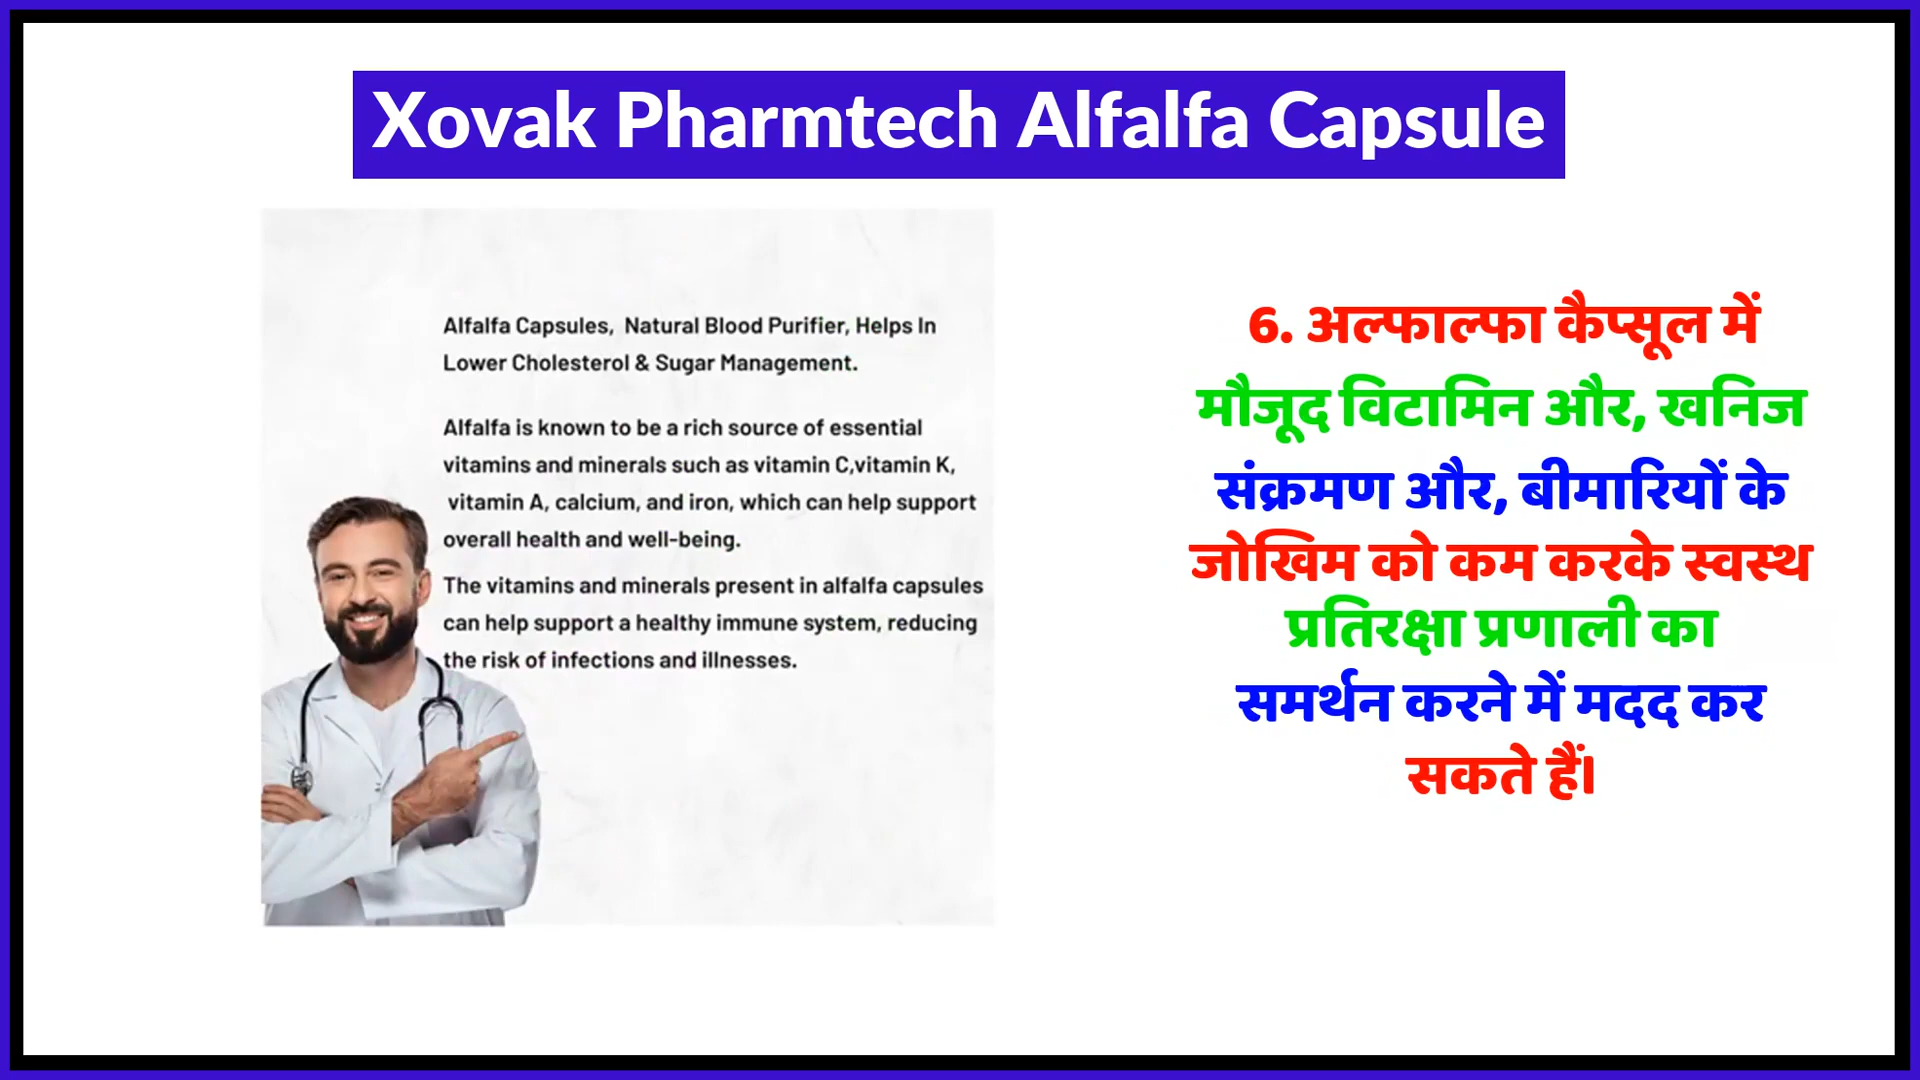 Xovak Pharmtech Alfalfa Capsule
Alfalfa Capsules, Natural Blood Purifier, Helps In
Lower Cholesterol & Sugar Management.
Alfalfa is known to be a rich source of essential
vitamins and minerals such as vitamin C,vitamin K,
vitamin A, calcium, and iron, which can help support
overall health and well-being.
The vitamins and minerals present in alfalfa capsules
can help support a healthy immune system, reducing
the risk of infections and illnesses.
6. अल्फाल्फा कैप्सूल में
मौजूद विटामिन और, खनिज
संक्रमण और, बीमारियों के
जोखिम को कम करके स्वस्थ
प्रतिरक्षा प्रणाली का
समर्थन करने में मदद कर
सकते हैं।